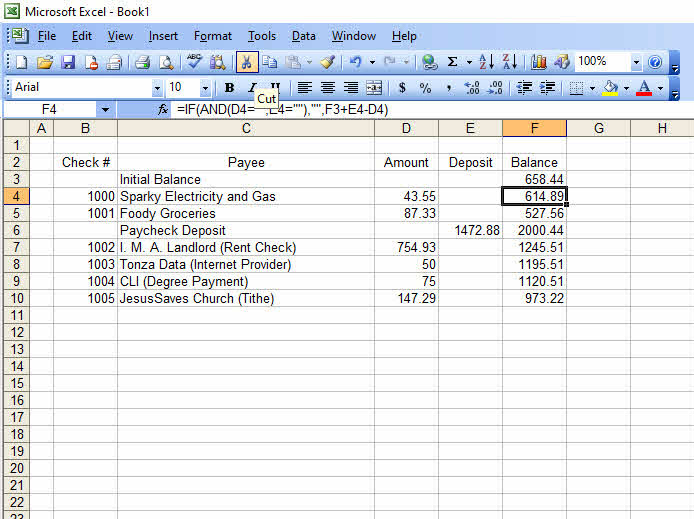 Microsoft Excel - Book1
File Edit View Insert Format Tools Data Window Help
Σ A Z Z A 100%
Arial 10 B I U $ % , .00 A
Cut
F4 fx =IF(AND(D4="",E4=""),"",F3+E4-D4)
A B C D E F G H
1
2 Check # Payee Amount Deposit Balance
3 Initial Balance 658.44
4 1000 Sparky Electricity and Gas 43.55 614.89
5 1001 Foody Groceries 87.33 527.56
6 Paycheck Deposit 1472.88 2000.44
7 1002 I. M. A. Landlord (Rent Check) 754.93 1245.51
8 1003 Tonza Data (Internet Provider) 50 1195.51
9 1004 CLI (Degree Payment) 75 1120.51
10 1005 JesusSaves Church (Tithe) 147.29 973.22
11
12
13
14
15
16
17
18
19
20
21
22
23